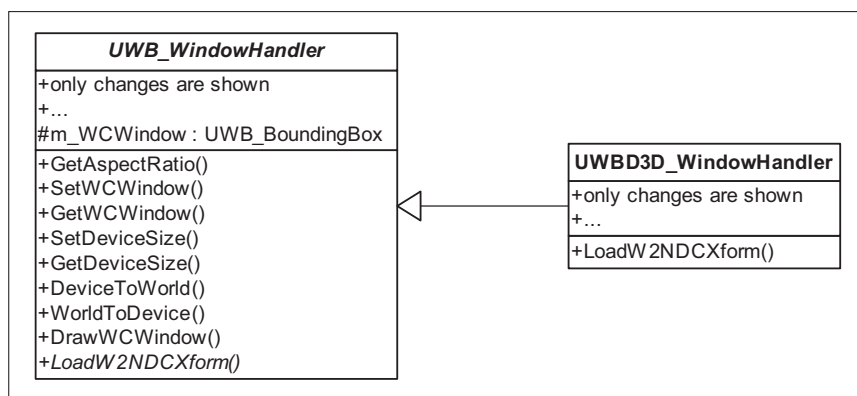 UWB_WindowHandler
+only changes are shown
+...
#m_WCWindow : UWB_BoundingBox
+GetAspectRatio()
+SetWCWindow()
+GetWCWindow()
+SetDeviceSize()
+GetDeviceSize()
+DeviceToWorld()
+WorldToDevice()
+DrawWCWindow()
+LoadW2NDCXform()
UWBD3D_WindowHandler
+only changes are shown
+...
+LoadW2NDCXform()